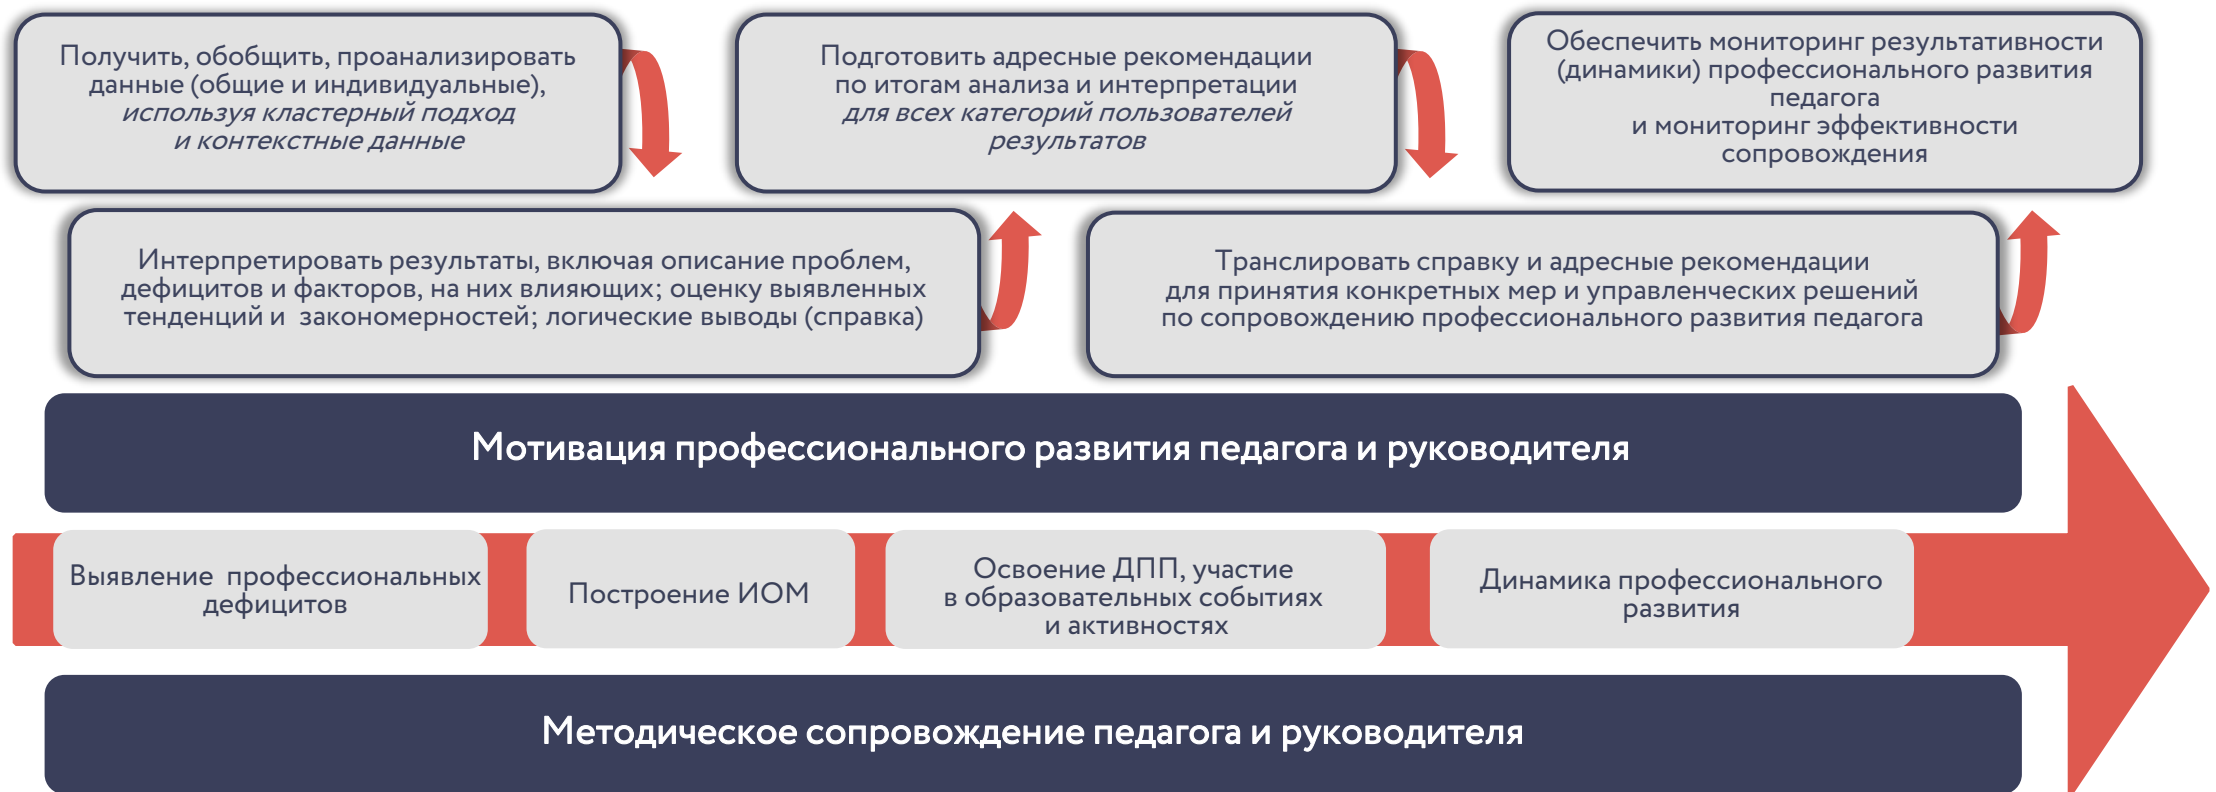 Получить, обобщить, проанализировать
данные (общие и индивидуальные),
используя кластерный подход
и контекстные данные
Интерпретировать результаты, включая описание проблем,
дефицитов и факторов, на них влияющих; оценку выявленных
тенденций и закономерностей; логические выводы (справка)
Подготовить адресные рекомендации
по итогам анализа и интерпретации
для всех категорий пользователей
результатов
Транслировать справку и адресные рекомендации
для принятия конкретных мер и управленческих решений
по сопровождению профессионального развития педагога
Обеспечить мониторинг результативности
(динамики) профессионального развития
педагога
и мониторинг эффективности
сопровождения
Мотивация профессионального развития педагога и руководителя
Выявление профессиональных
дефицитов
Построение ИОМ
Освоение ДПП, участие
в образовательных событиях
и активностях
Динамика профессионального
развития
Методическое сопровождение педагога и руководителя